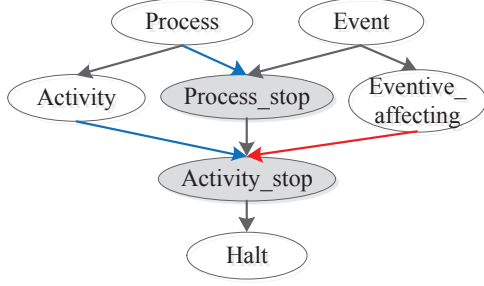 Process
Event
Activity
Process_stop
Eventive_
affecting
Activity_stop
Halt